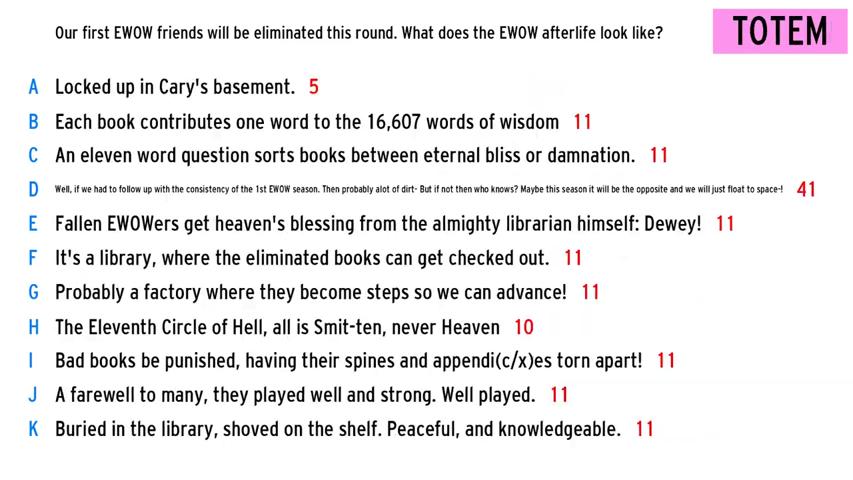 Our first EWOW friends will be eliminated this round. What does the EWOW afterlife look like?
TOTEM
A Locked up in Cary's basement. 5
B Each book contributes one word to the 16,607 words of wisdom 11
C An eleven word question sorts books between eternal bliss or damnation. 11
D Well, if we had to follow up with the consistency of the 1st EWOW season. Then probably alot of dirt- But if not then who knows? Maybe this season it will be the opposite and we will just float to space-! 41
E Fallen EWOWers get heaven's blessing from the almighty librarian himself: Dewey! 11
F It's a library, where the eliminated books can get checked out. 11
G Probably a factory where they become steps so we can advance! 11
H The Eleventh Circle of Hell, all is Smit-ten, never Heaven 10
I Bad books be punished, having their spines and appendi(c/x)es torn apart! 11
J A farewell to many, they played well and strong. Well played. 11
K Buried in the library, shoved on the shelf. Peaceful, and knowledgeable. 11